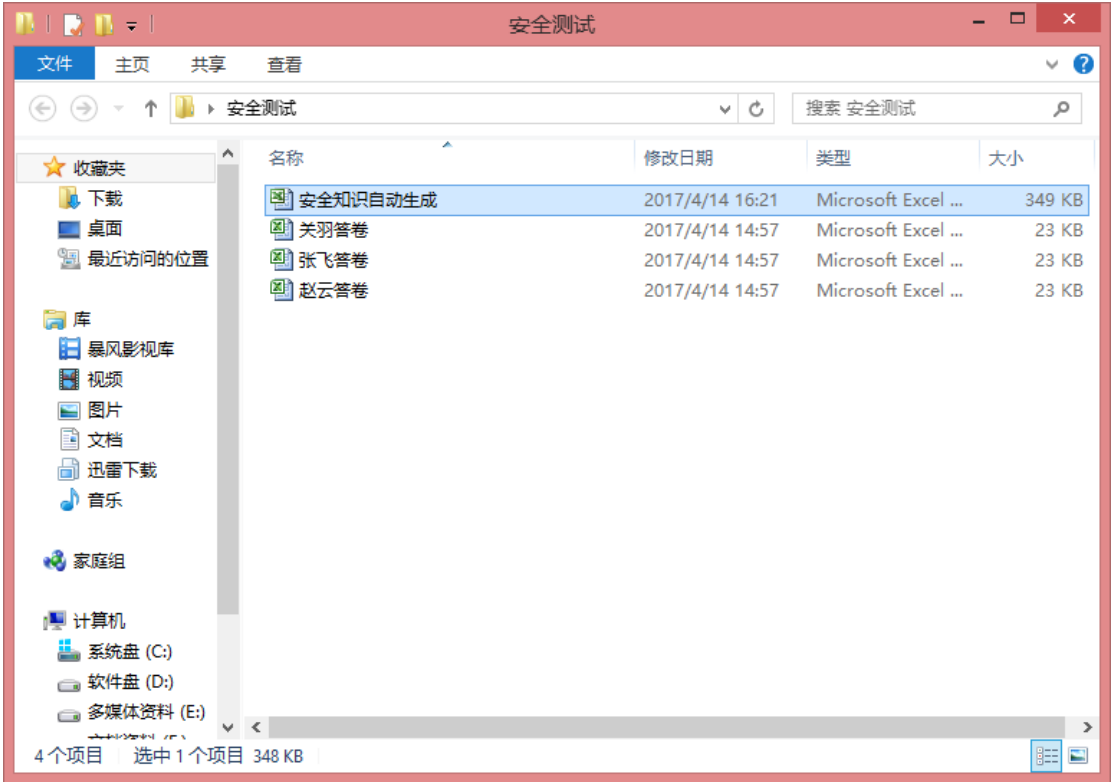 安全测试
文件 主页 共享 查看
安全测试 搜索 安全测试
名称 修改日期 类型 大小
安全知识自动生成 2017/4/14 16:21 Microsoft Excel ... 349 KB
关羽答卷 2017/4/14 14:57 Microsoft Excel ... 23 KB
张飞答卷 2017/4/14 14:57 Microsoft Excel ... 23 KB
赵云答卷 2017/4/14 14:57 Microsoft Excel ... 23 KB
收藏夹
下载
桌面
最近访问的位置
库
暴风影视库
视频
图片
文档
迅雷下载
音乐
家庭组
计算机
系统盘 (C:)
软件盘 (D:)
多媒体资料 (E:)
4 个项目 选中 1 个项目 348 KB